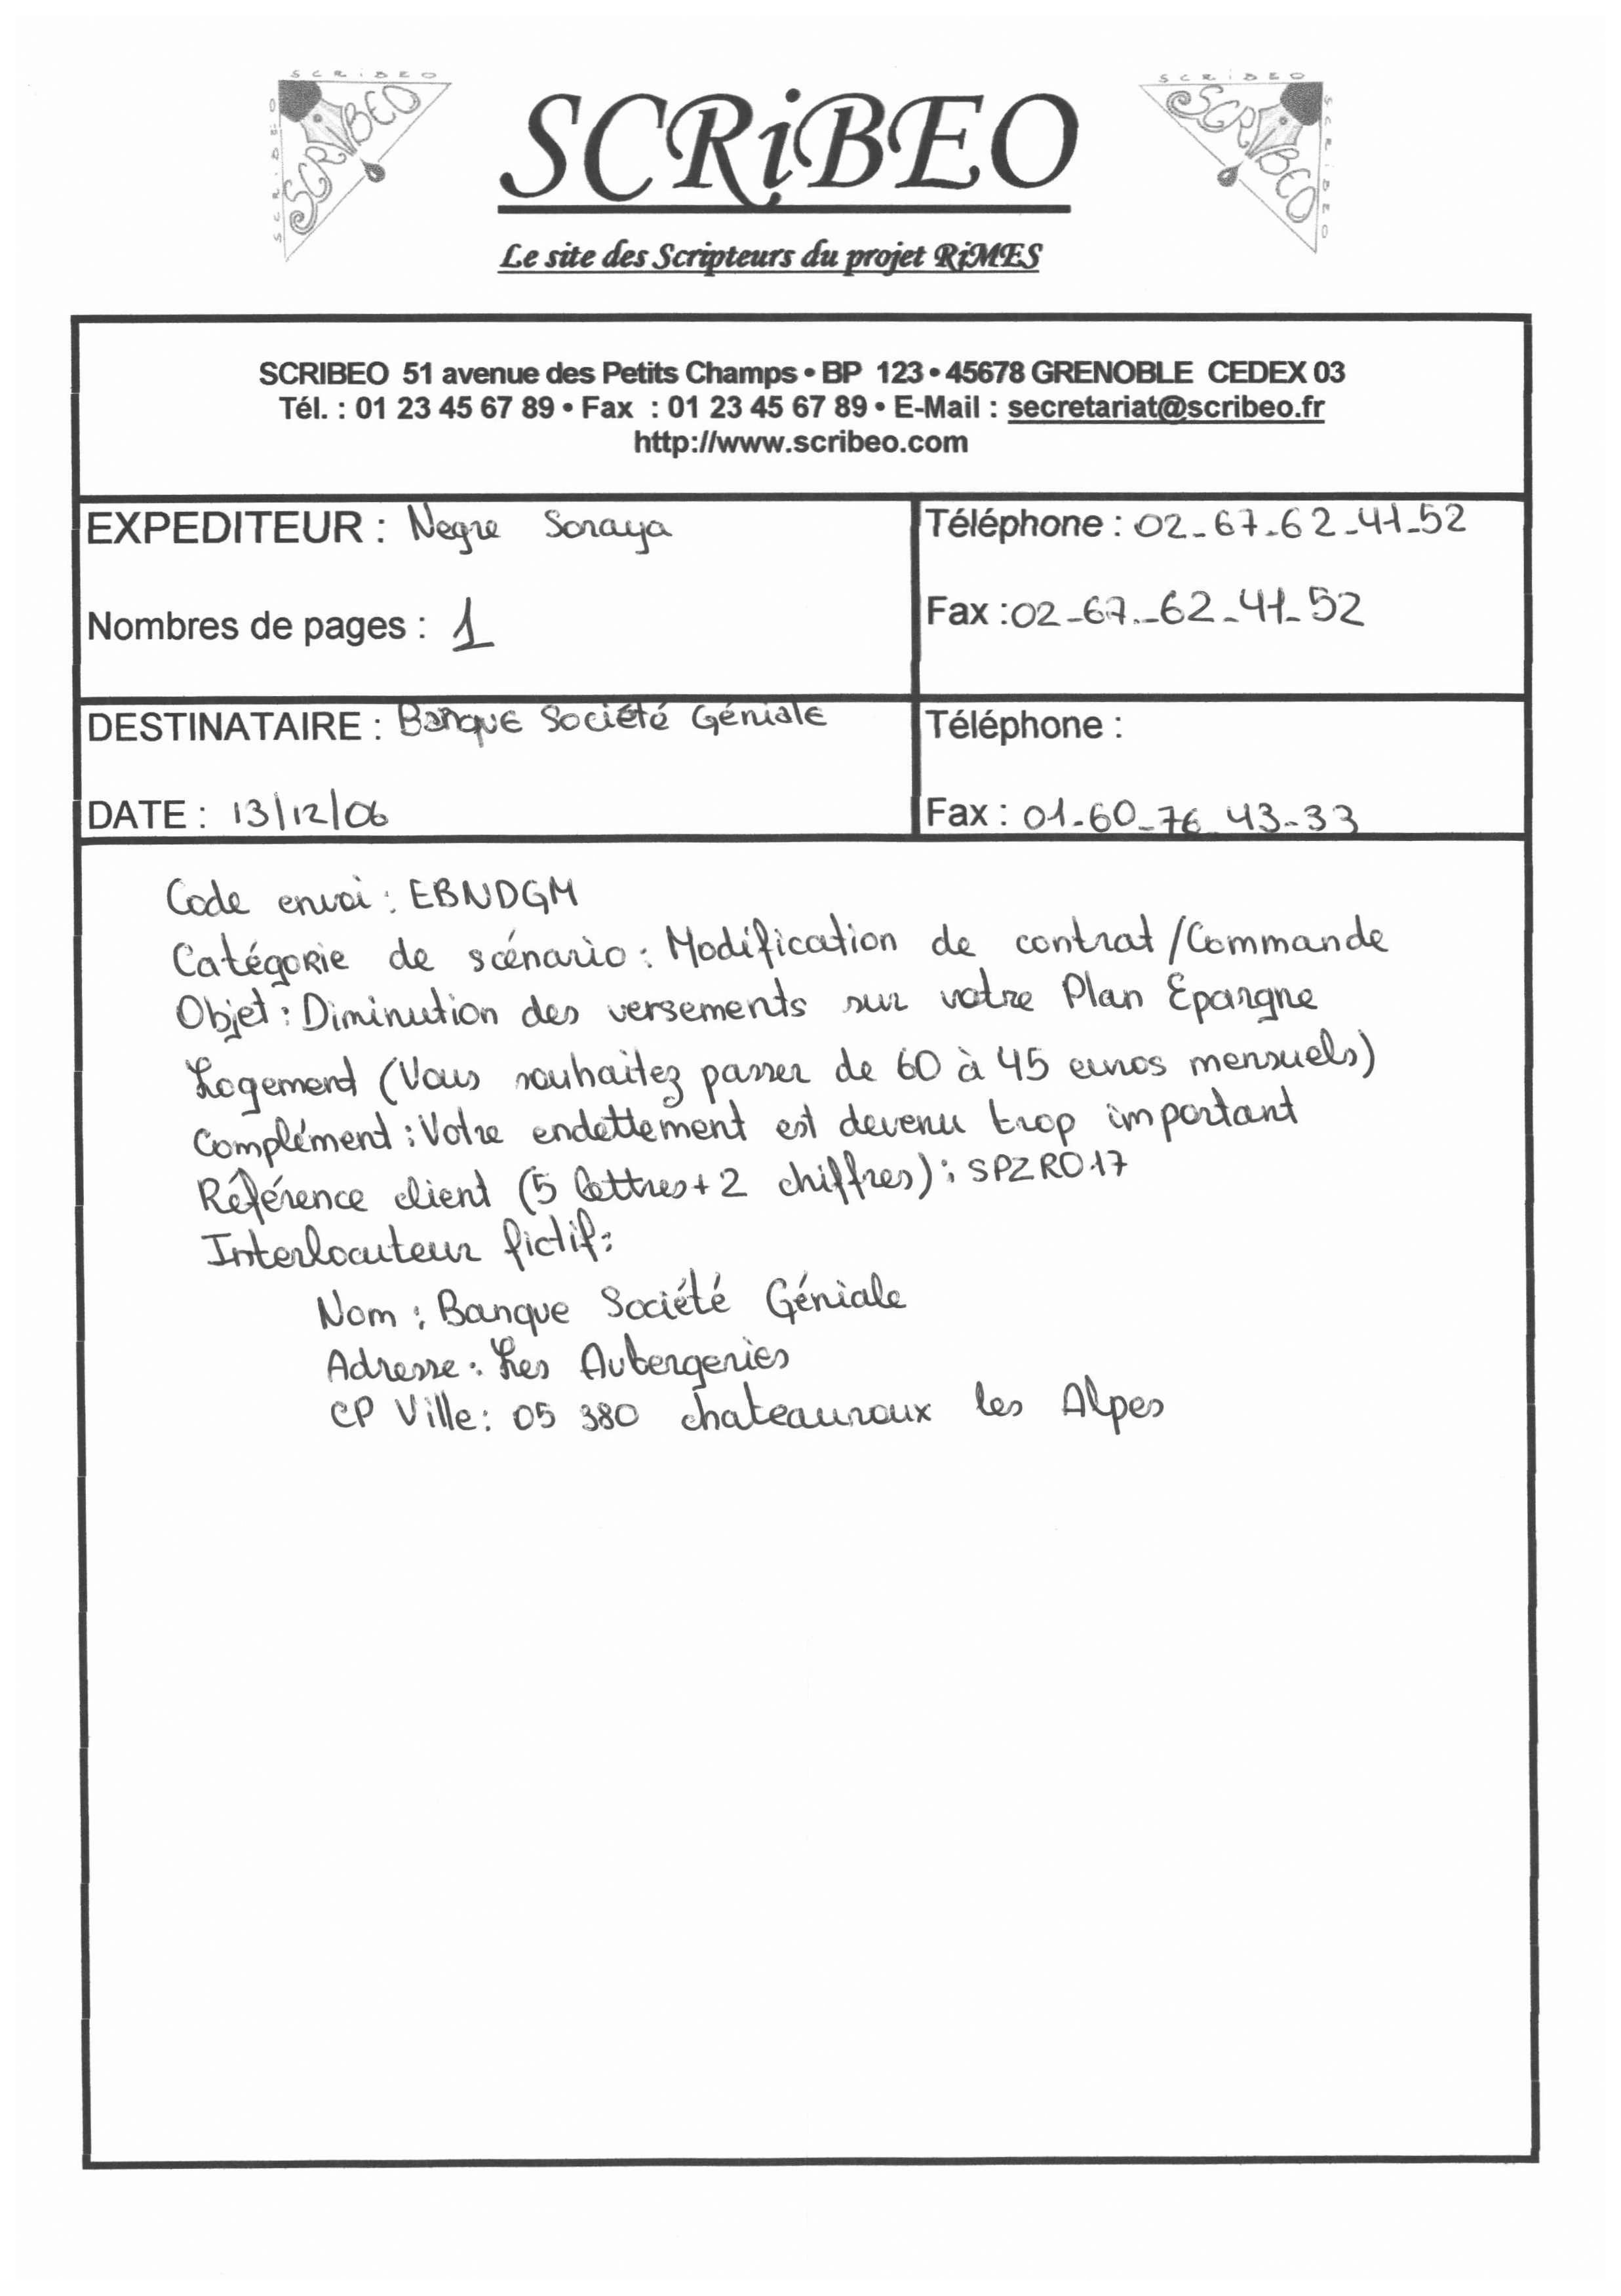 SCRiBEO
SCRiBEO
SCRiBEO
Le site des Scripteurs du projet RiMES
SCRIBEO 51 avenue des Petits Champs • BP 123 • 45678 GRENOBLE CEDEX 03
Tél. : 01 23 45 67 89 • Fax : 01 23 45 67 89 • E-Mail : secretariat@scribeo.fr
http://www.scribeo.com
EXPEDITEUR : Negre Soraya
Téléphone : 02-67-62-41-52
Nombres de pages : 1
Fax : 02-67-62-41-52
DESTINATAIRE : Banque Société Géniale
Téléphone :
DATE : 13/12/06
Fax : 01-60-76-43-33
Code envoi : EBNDGM
Catégorie de scénario : Modification de contrat / Commande
Objet : Diminution des versements sur votre Plan Epargne
Logement (Vous souhaitez passer de 60 à 45 euros mensuels)
Complément : Votre endettement est devenu trop important
Référence client (5 lettres + 2 chiffres) : SPZRO17
Interlocuteur fictif :
Nom : Banque Société Géniale
Adresse : Les Aubergeries
CP Ville : 05 380 chateauroux les Alpes